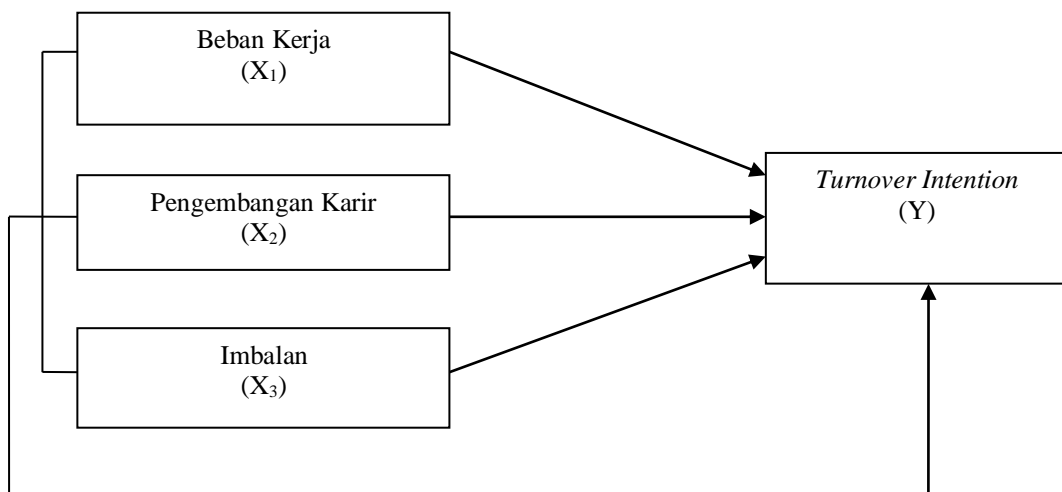 Beban Kerja
(X₁)
Pengembangan Karir
(X₂)
Imbalan
(X₃)
Turnover Intention
(Y)